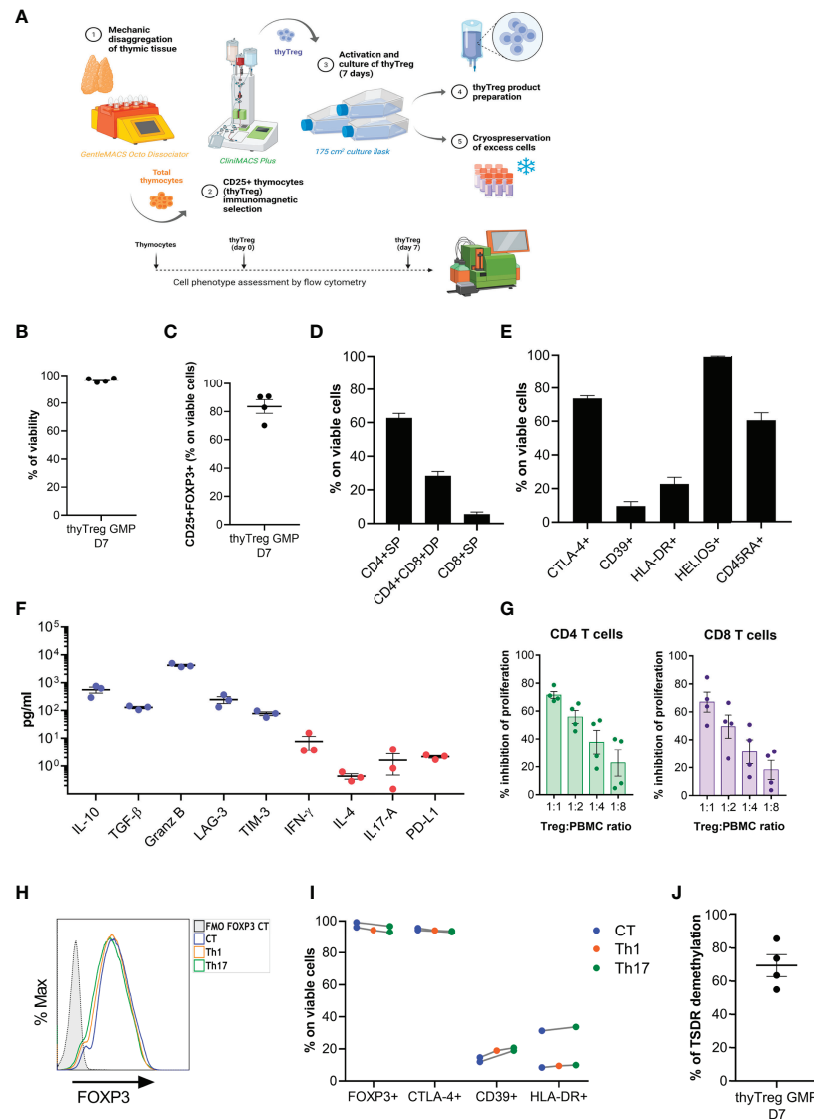 A
1 Mechanic
disaggregation
of thymic tissue
GentleMACS Octo Dissociator
Total
thymocytes
2 CD25+ thymocytes
(thyTreg)
immunomagnetic
selection
CliniMACS Plus
thyTreg
3 Activation and
culture of thyTreg
(7 days)
175 cm² culture flask
4 thyTreg product
preparation
5 Cryopreservation
of excess cells
Thymocytes
thyTreg
(day 0)
thyTreg
(day 7)
Cell phenotype assessment by flow cytometry
B
% of viability
100
80
60
40
20
0
thyTreg GMP
D7
C
CD25+FOXP3+ (% on viable cells)
100
80
60
40
20
0
thyTreg GMP
D7
D
% on viable cells
100
80
60
40
20
0
CD4+SP
CD4+CD8+DP
CD8+SP
E
% on viable cells
100
80
60
40
20
0
CTLA-4+
CD39+
HLA-DR+
HELIOS+
CD45RA+
F
pg/ml
10⁵
10⁴
10³
10²
10¹
10⁰
IL-10
TGF-β
Granz B
LAG-3
TIM-3
IFN-γ
IL-4
IL17-A
PD-L1
G
CD4 T cells
% inhibition of proliferation
100
80
60
40
20
0
1:1 1:2 1:4 1:8
Treg:PBMC ratio
CD8 T cells
% inhibition of proliferation
100
80
60
40
20
0
1:1 1:2 1:4 1:8
Treg:PBMC ratio
H
% Max
FOXP3
FMO FOXP3 CT
CT
Th1
Th17
I
% on viable cells
100
80
60
40
20
0
FOXP3+ CTLA-4+ CD39+ HLA-DR+
CT
Th1
Th17
J
% of TSDR demethylation
100
80
60
40
20
0
thyTreg GMP
D7